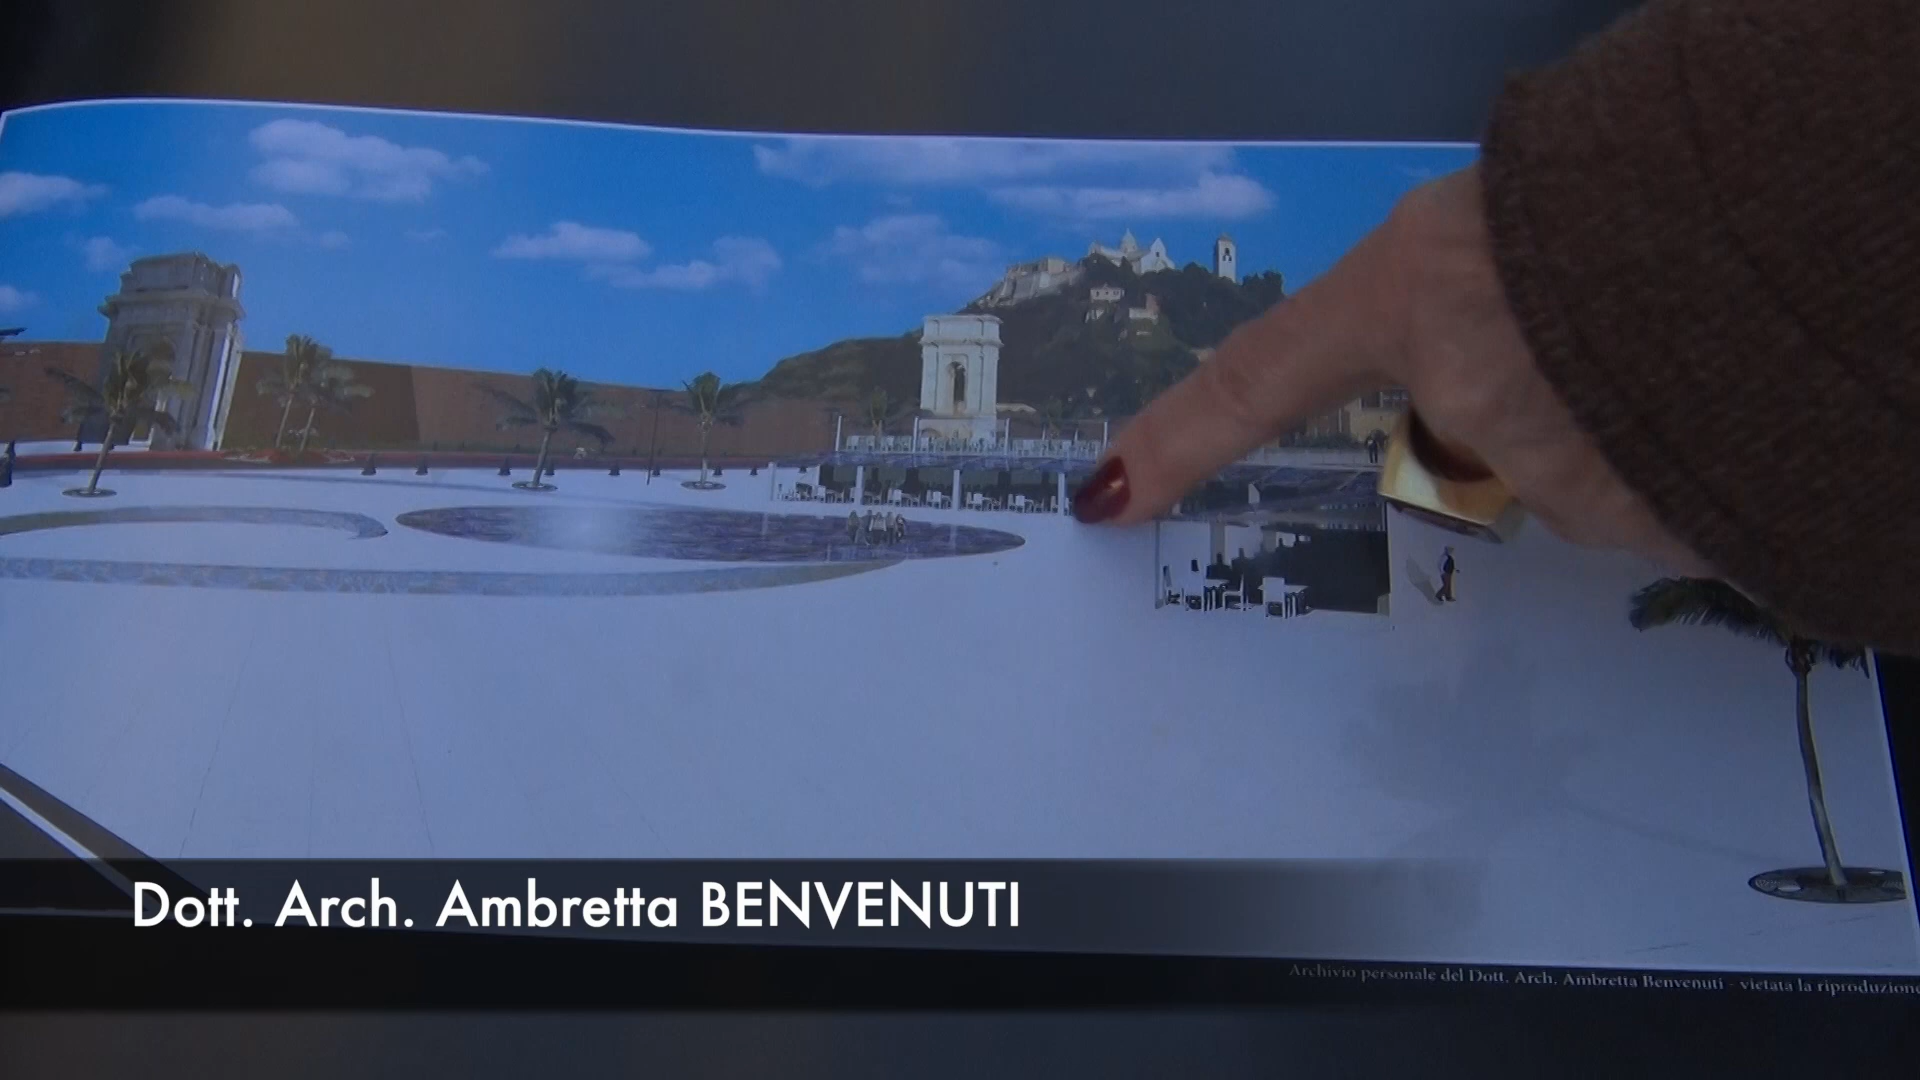 Dott. Arch. Ambretta BENVENUTI
Archivio personale del Dott. Arch. Ambretta Benvenuti - vietata la riproduzione